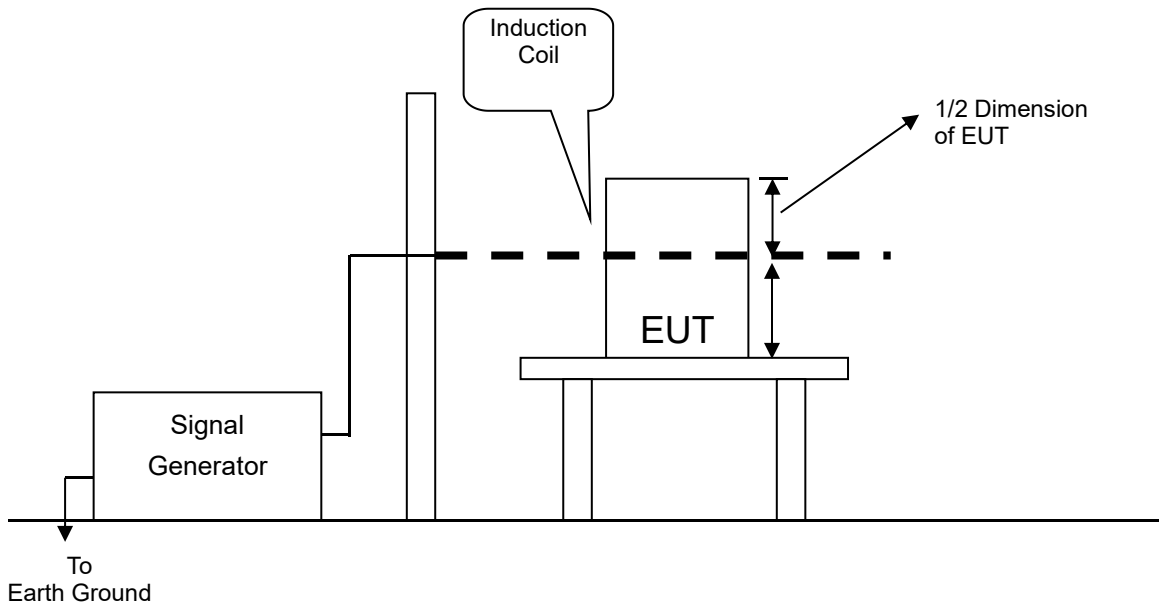 Induction
Coil
1/2 Dimension
of EUT
EUT
Signal
Generator
To
Earth Ground